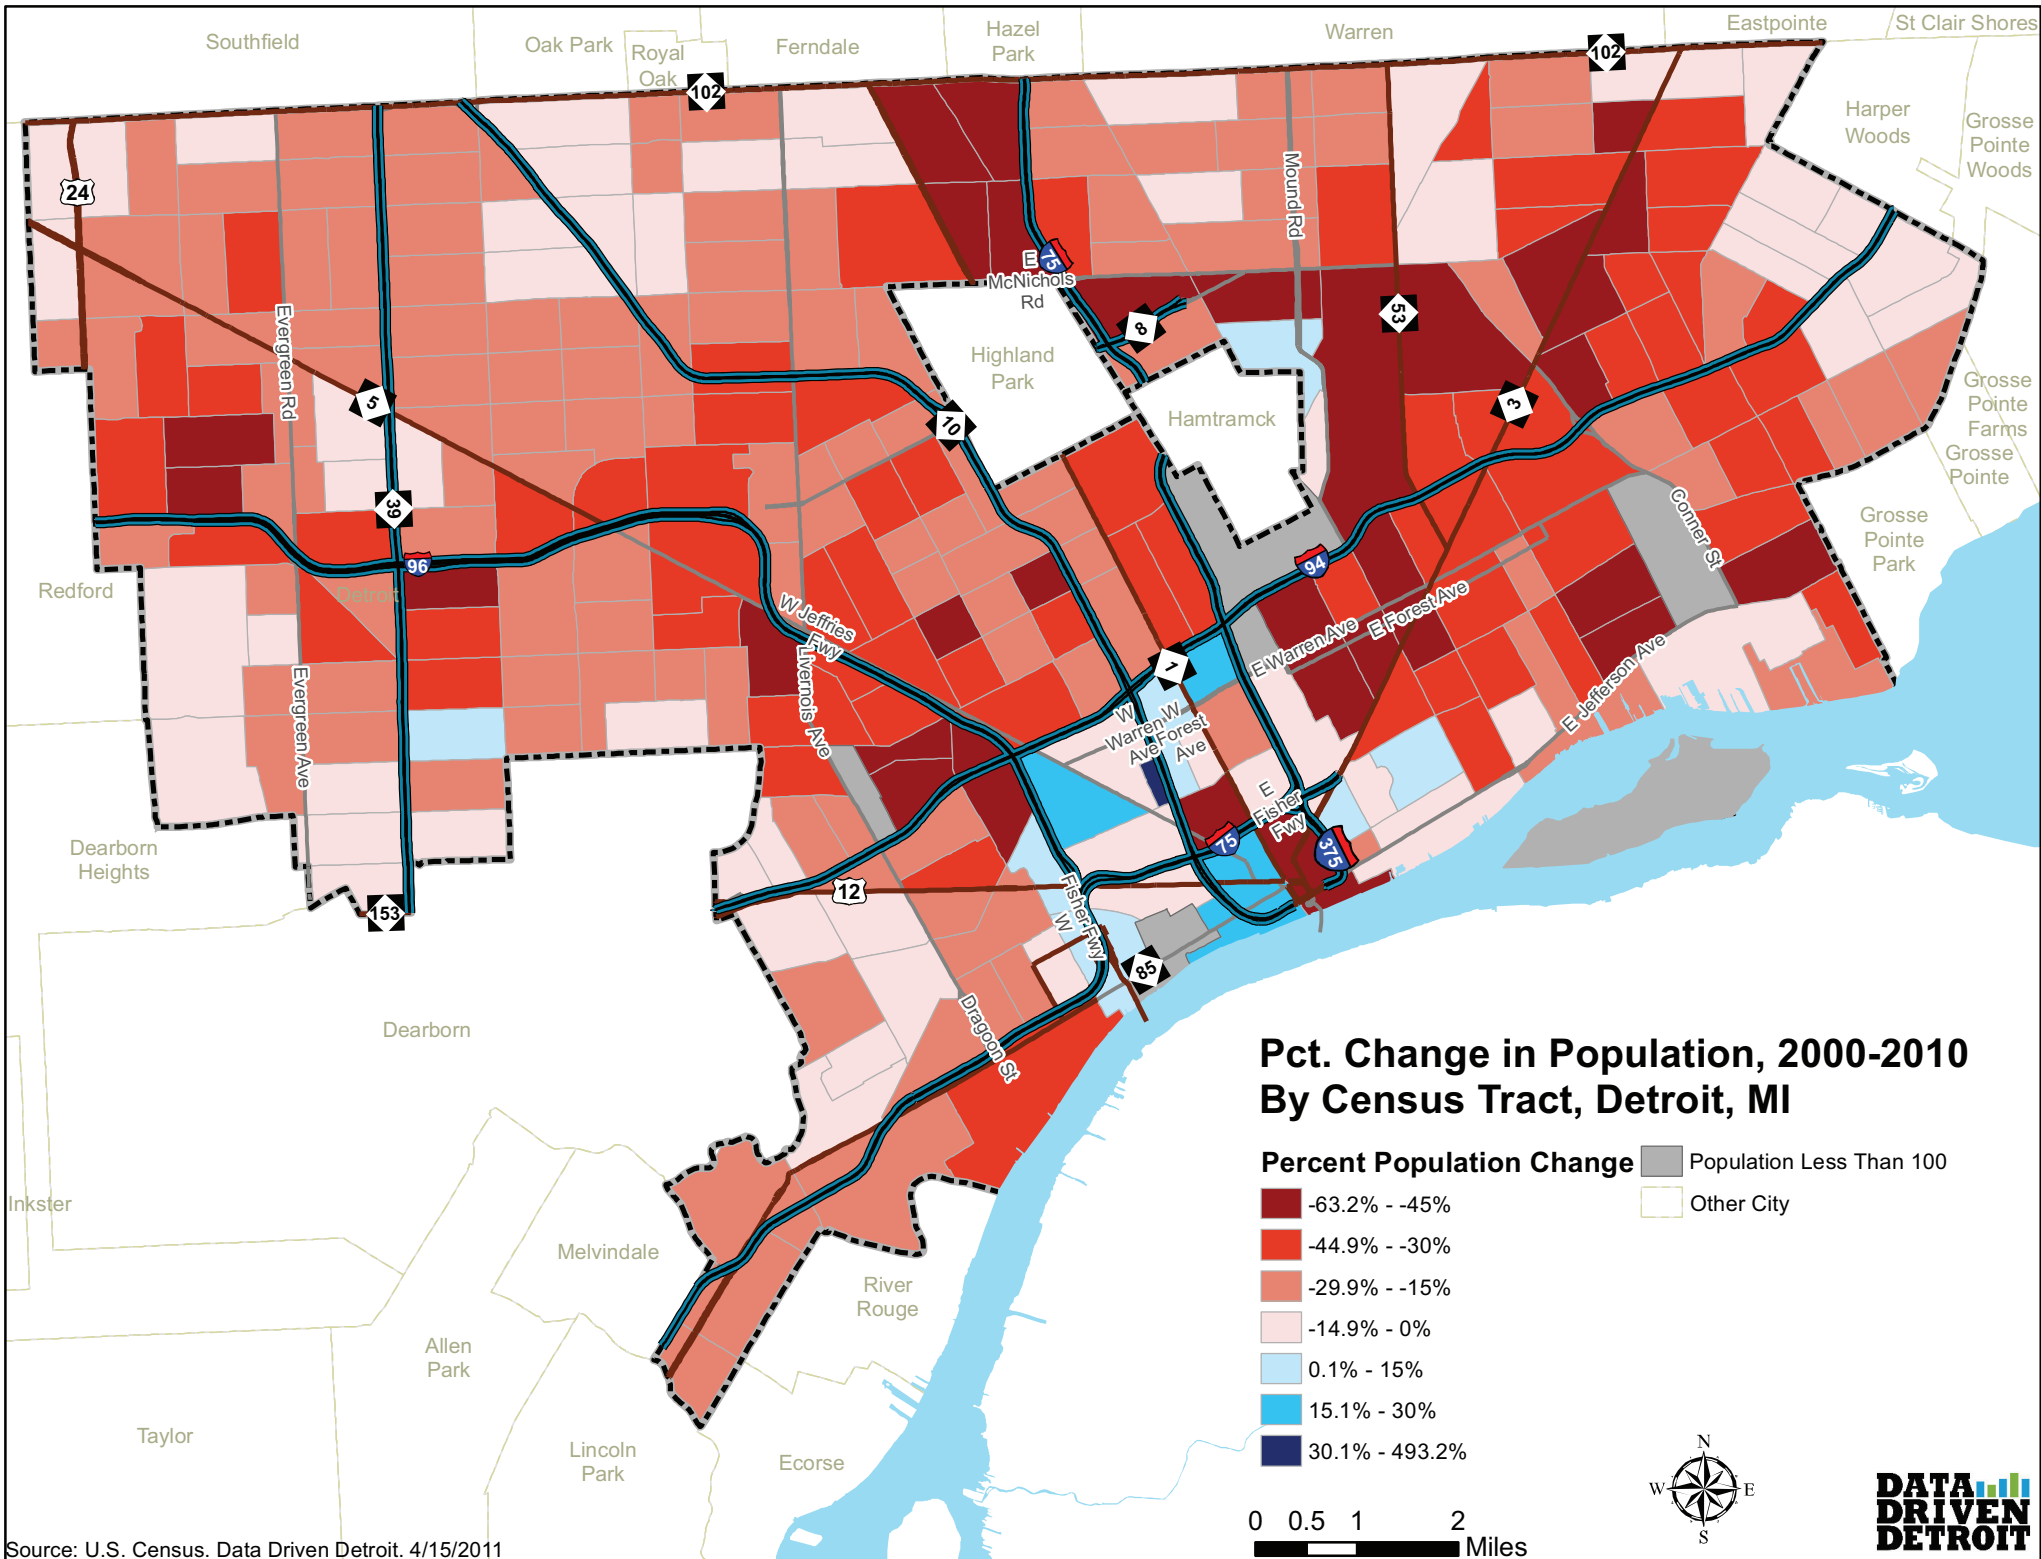 Southfield
Oak Park
Royal
Oak
Ferndale
Hazel
Park
Warren
Eastpointe
St Clair Shores
102
102
Harper
Woods
Grosse
Pointe
Woods
24
Mound Rd
E
McNichols
Rd
75
8
53
Highland
Park
Hamtramck
Evergreen Rd
5
10
3
Grosse
Pointe
Farms
Grosse
Pointe
39
Conner St
Grosse
Pointe
Park
96
94
Redford
Detroit
W Jeffries
Fwy
E Forest Ave
E Warren Ave
1
E Jefferson Ave
Livernois Ave
Evergreen Ave
W
Warren
Ave
W
Forest
Ave
E
Fisher
Fwy
75
375
Dearborn
Heights
12
153
Fisher Fwy
W
85
Dearborn
Dragoon St
Inkster
Melvindale
River
Rouge
Allen
Park
Taylor
Lincoln
Park
Ecorse
Pct. Change in Population, 2000-2010
By Census Tract, Detroit, MI
Percent Population Change
-63.2% - -45%
-44.9% - -30%
-29.9% - -15%
-14.9% - 0%
0.1% - 15%
15.1% - 30%
30.1% - 493.2%
Population Less Than 100
Other City
N
W
E
S
0 0.5 1 2
Miles
DATA
DRIVEN
DETROIT
Source: U.S. Census. Data Driven Detroit. 4/15/2011